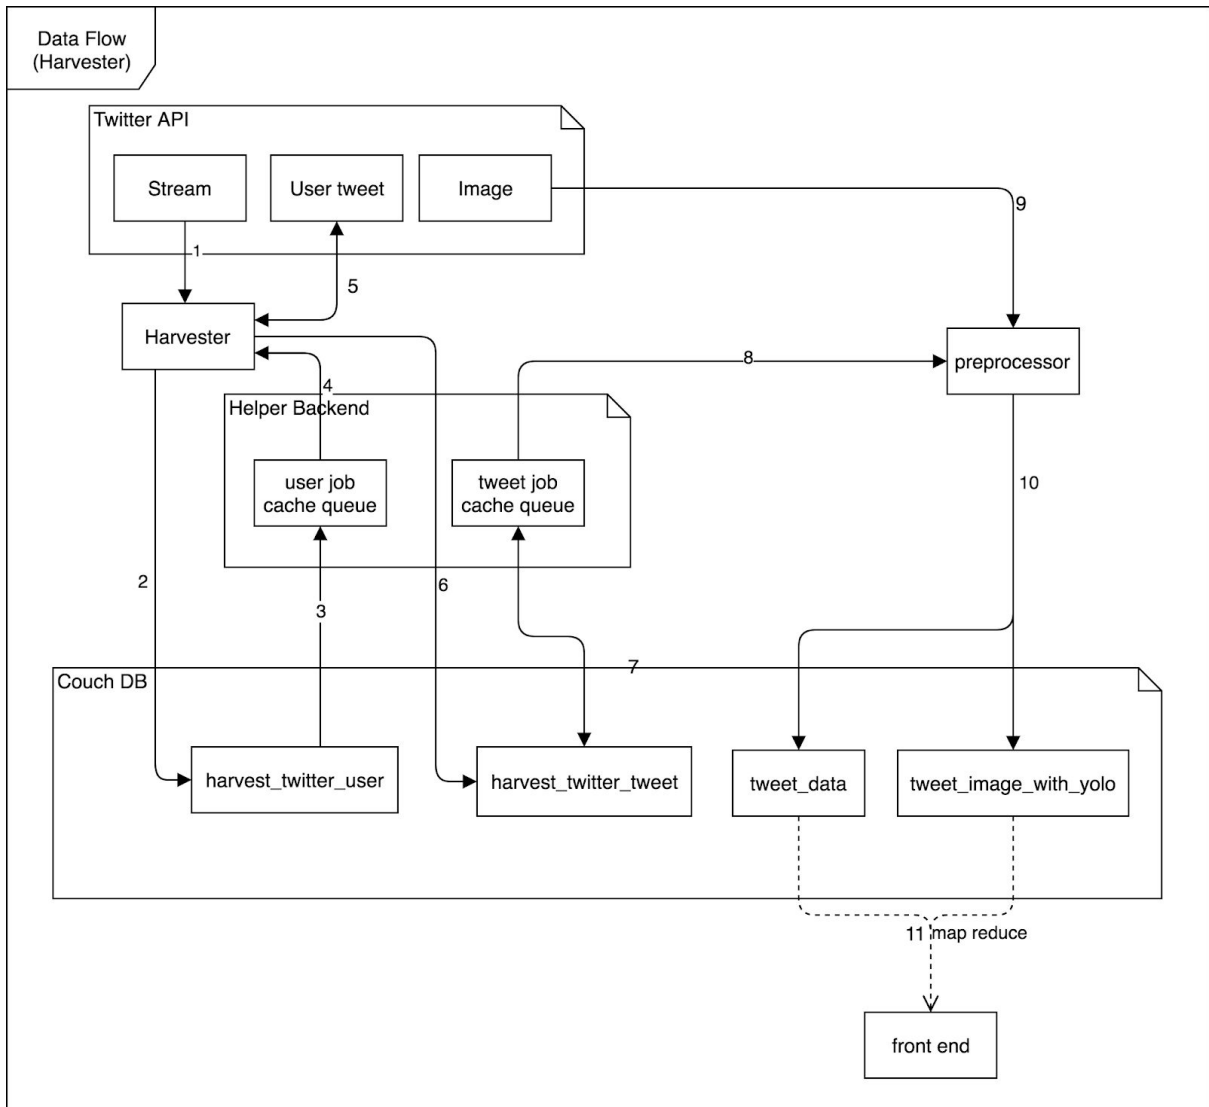 Data Flow
(Harvester)
Twitter API
Stream
User tweet
Image
1
5
9
Harvester
preprocessor
4
8
Helper Backend
user job
cache queue
tweet job
cache queue
10
2
3
6
7
Couch DB
harvest_twitter_user
harvest_twitter_tweet
tweet_data
tweet_image_with_yolo
11 map reduce
front end